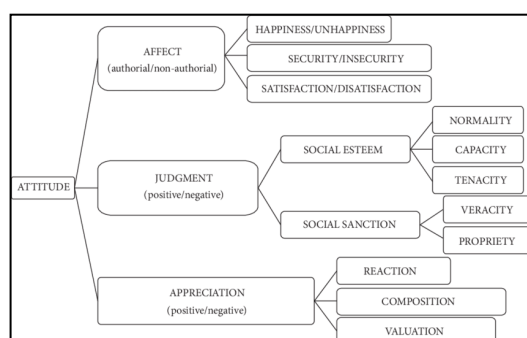 ATTITUDE
AFFECT
(authorial/non-authorial)
HAPPINESS/UNHAPPINESS
SECURITY/INSECURITY
SATISFACTION/DISATISFACTION
JUDGMENT
(positive/negative)
SOCIAL ESTEEM
NORMALITY
CAPACITY
TENACITY
SOCIAL SANCTION
VERACITY
PROPRIETY
APPRECIATION
(positive/negative)
REACTION
COMPOSITION
VALUATION